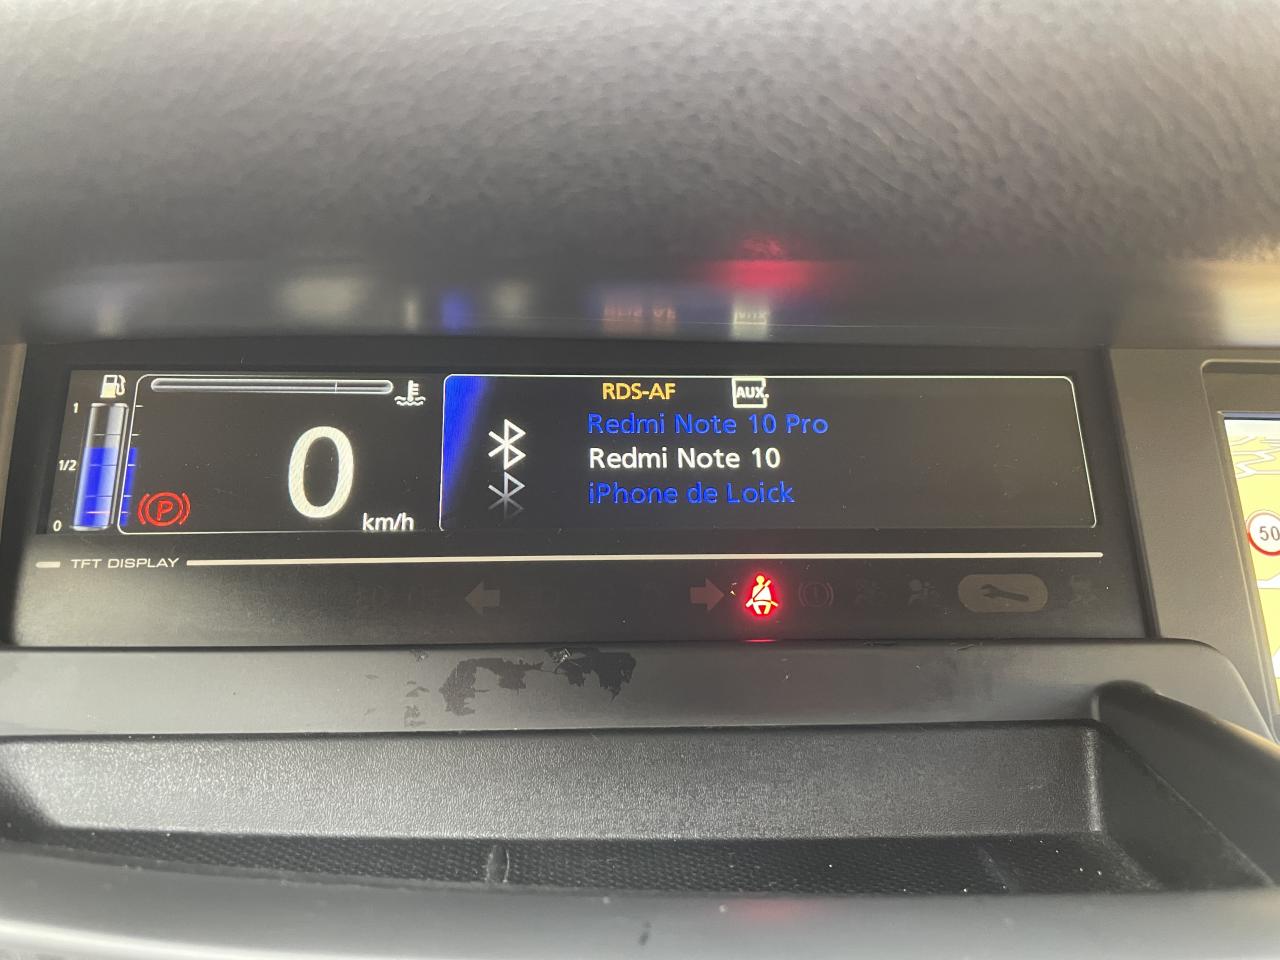 RDS-AF AUX
Redmi Note 10 Pro
Redmi Note 10
iPhone de Loick
1
1/2
0
P
0
km/h
TFT DISPLAY
50